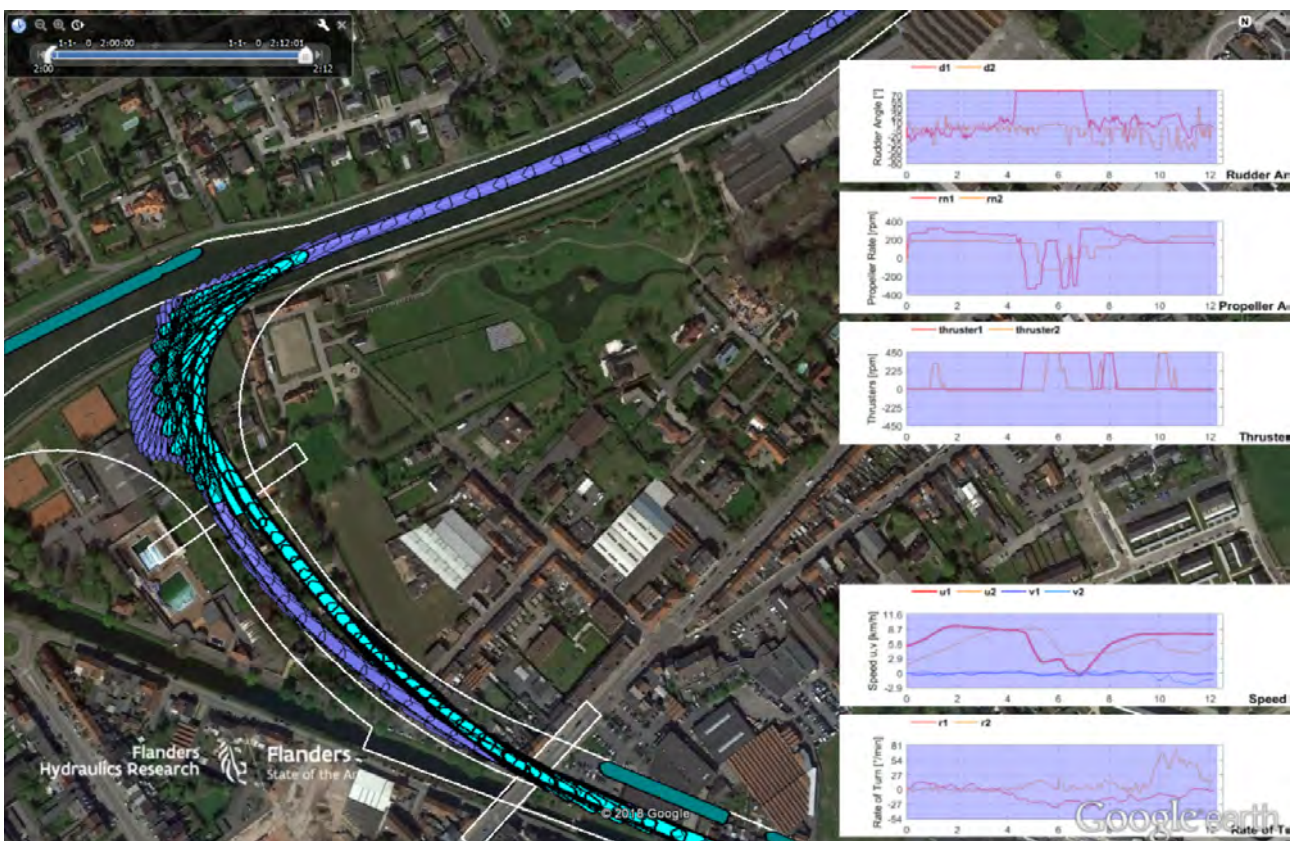 1-1- 0 2:00:00
1-1- 0 2:12:01
2:00
2:12
N
d1 d2
Rudder Angle [°]
0 2 4 6 8 10 12
Rudder An
rn1 rn2
Propeller Rate [rpm]
400
200
0
-200
-400
0 2 4 6 8 10 12
Propeller A
thruster1 thruster2
Thrusters [rpm]
450
225
0
-225
-450
0 2 4 6 8 10 12
Thruste
u1 u2 v1 v2
Speed u,v [km/h]
11.6
8.7
5.8
2.9
0
-2.9
0 2 4 6 8 10 12
Speed
r1 r2
Rate of Turn [°/min]
81
54
27
0
-27
-54
0 2 4 6 8 10 12
Rate of T
Flanders
Hydraulics Research
Flanders
State of the Ar
© 2018 Google
Google earth